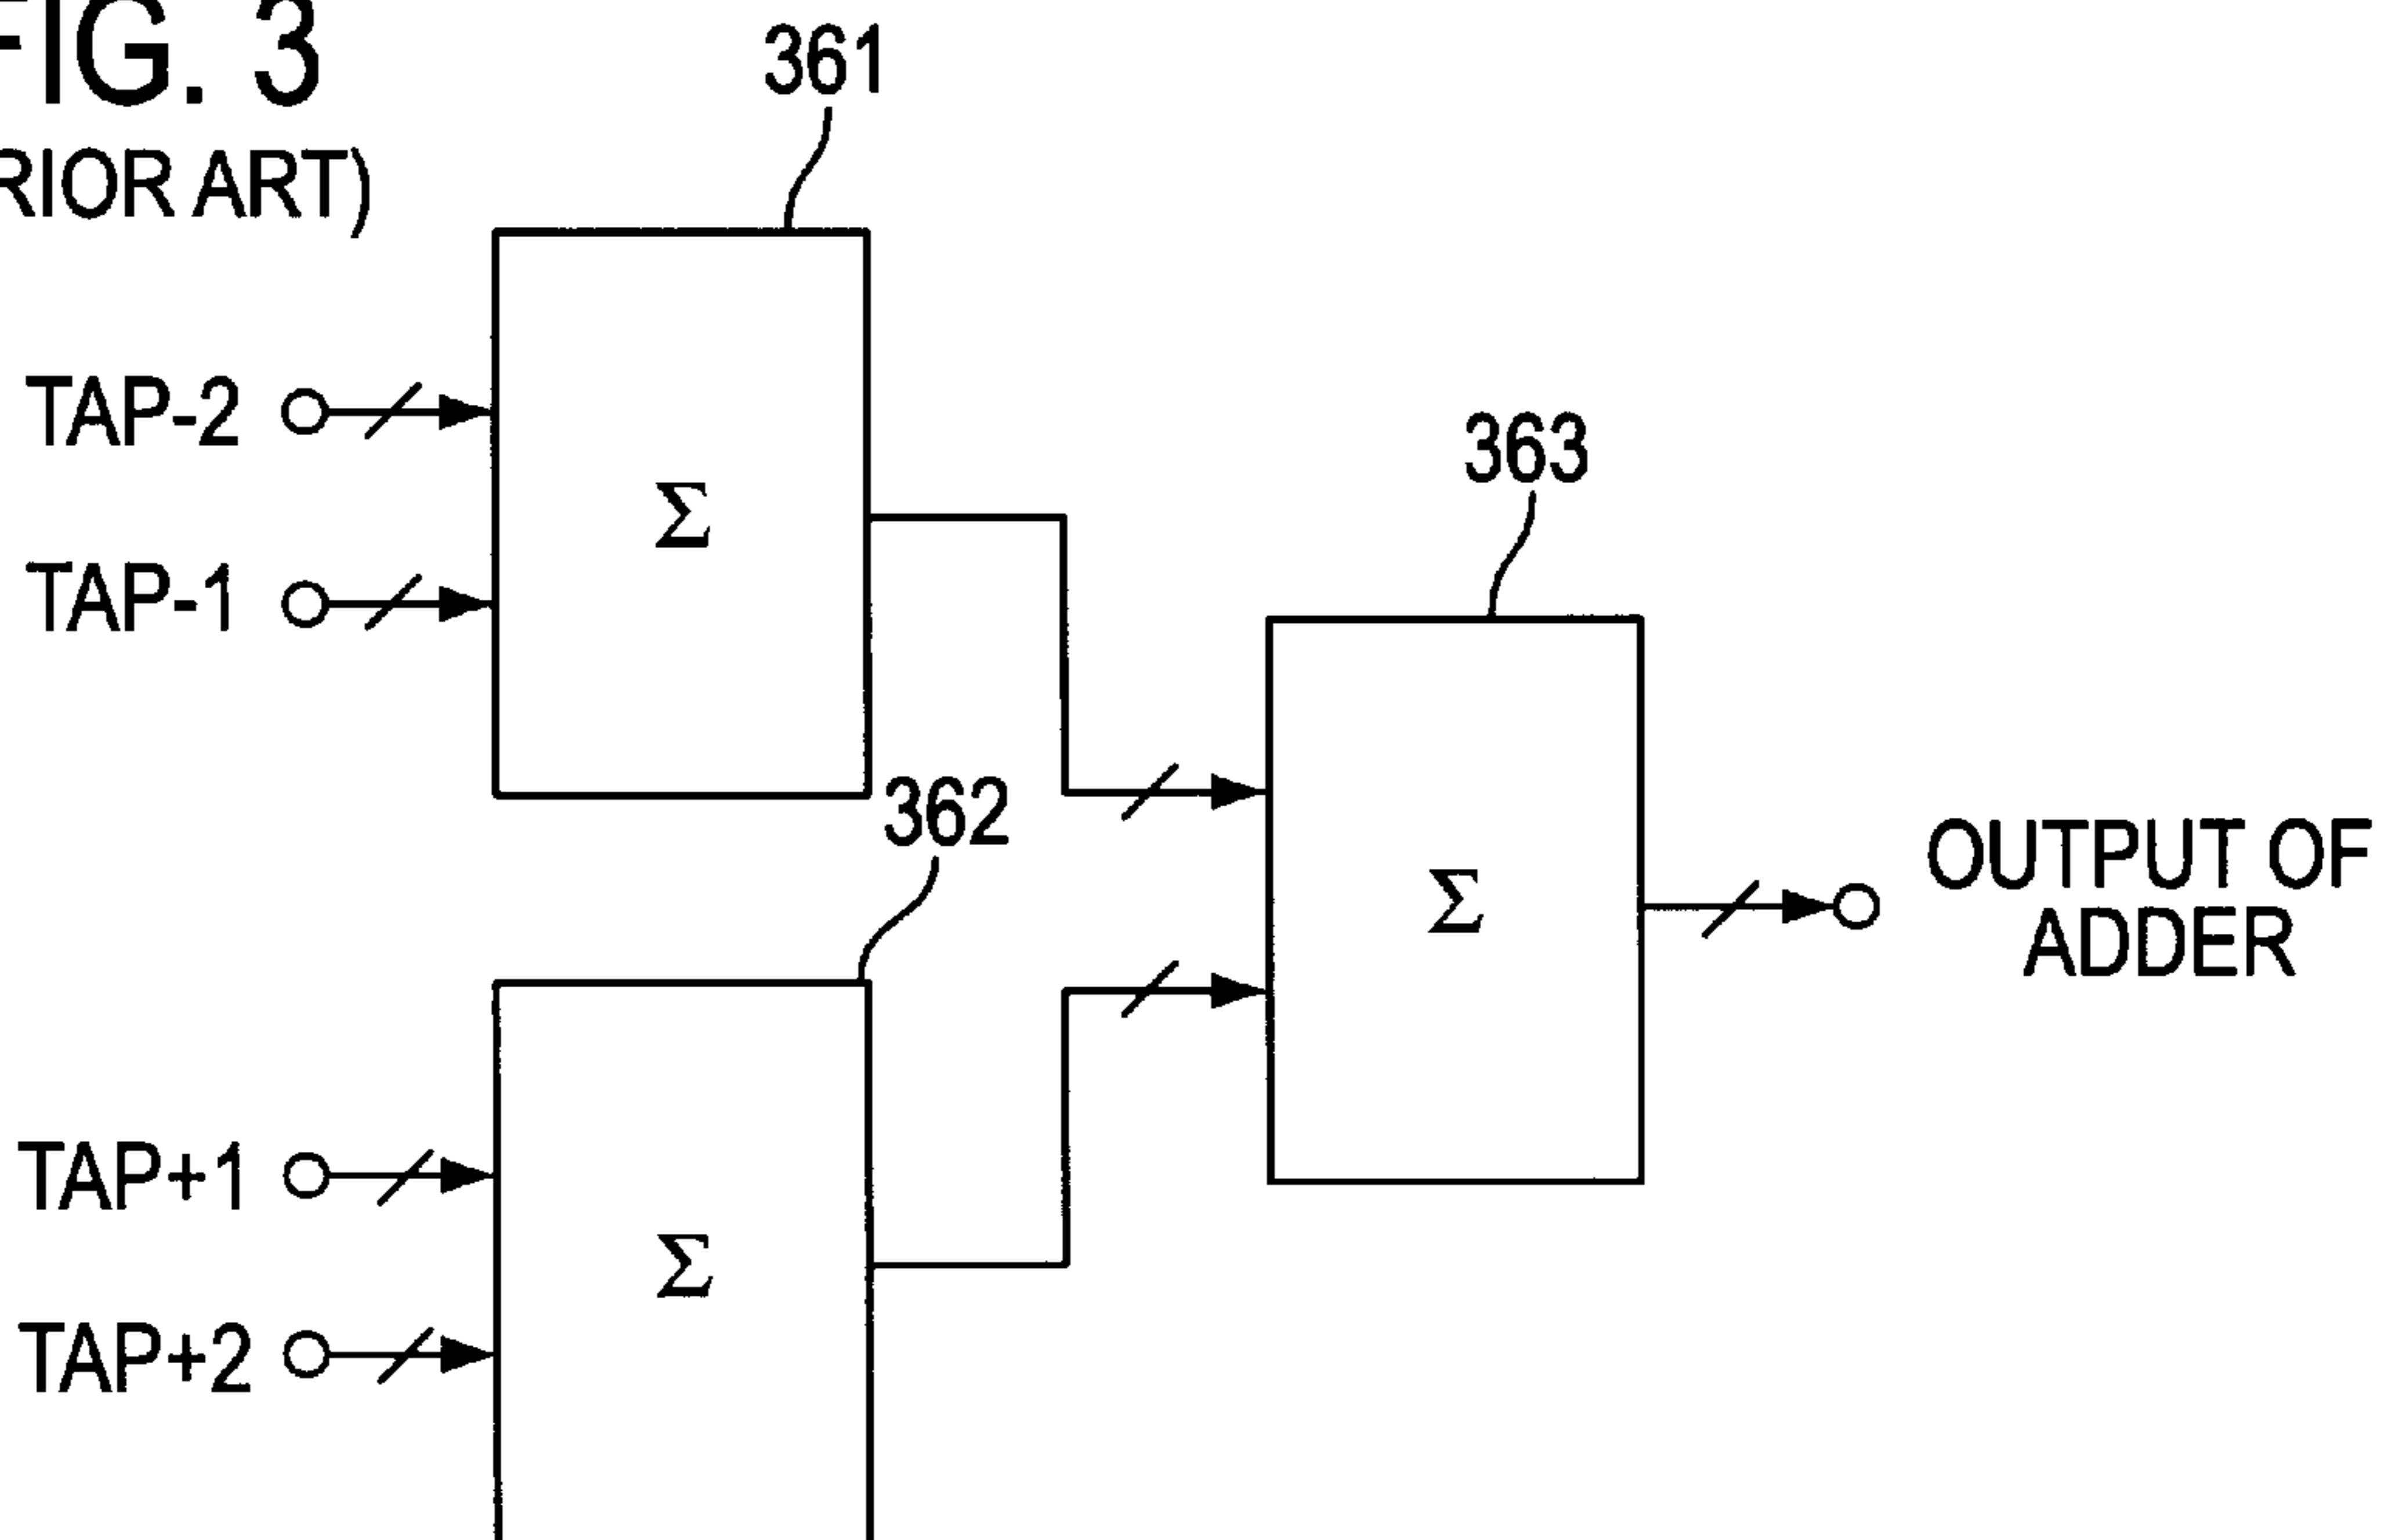 FIG. 3
RIOR ART)
361
TAP-2
Σ
TAP-1
363
362
Σ
OUTPUT OF
ADDER
TAP+1
Σ
TAP+2